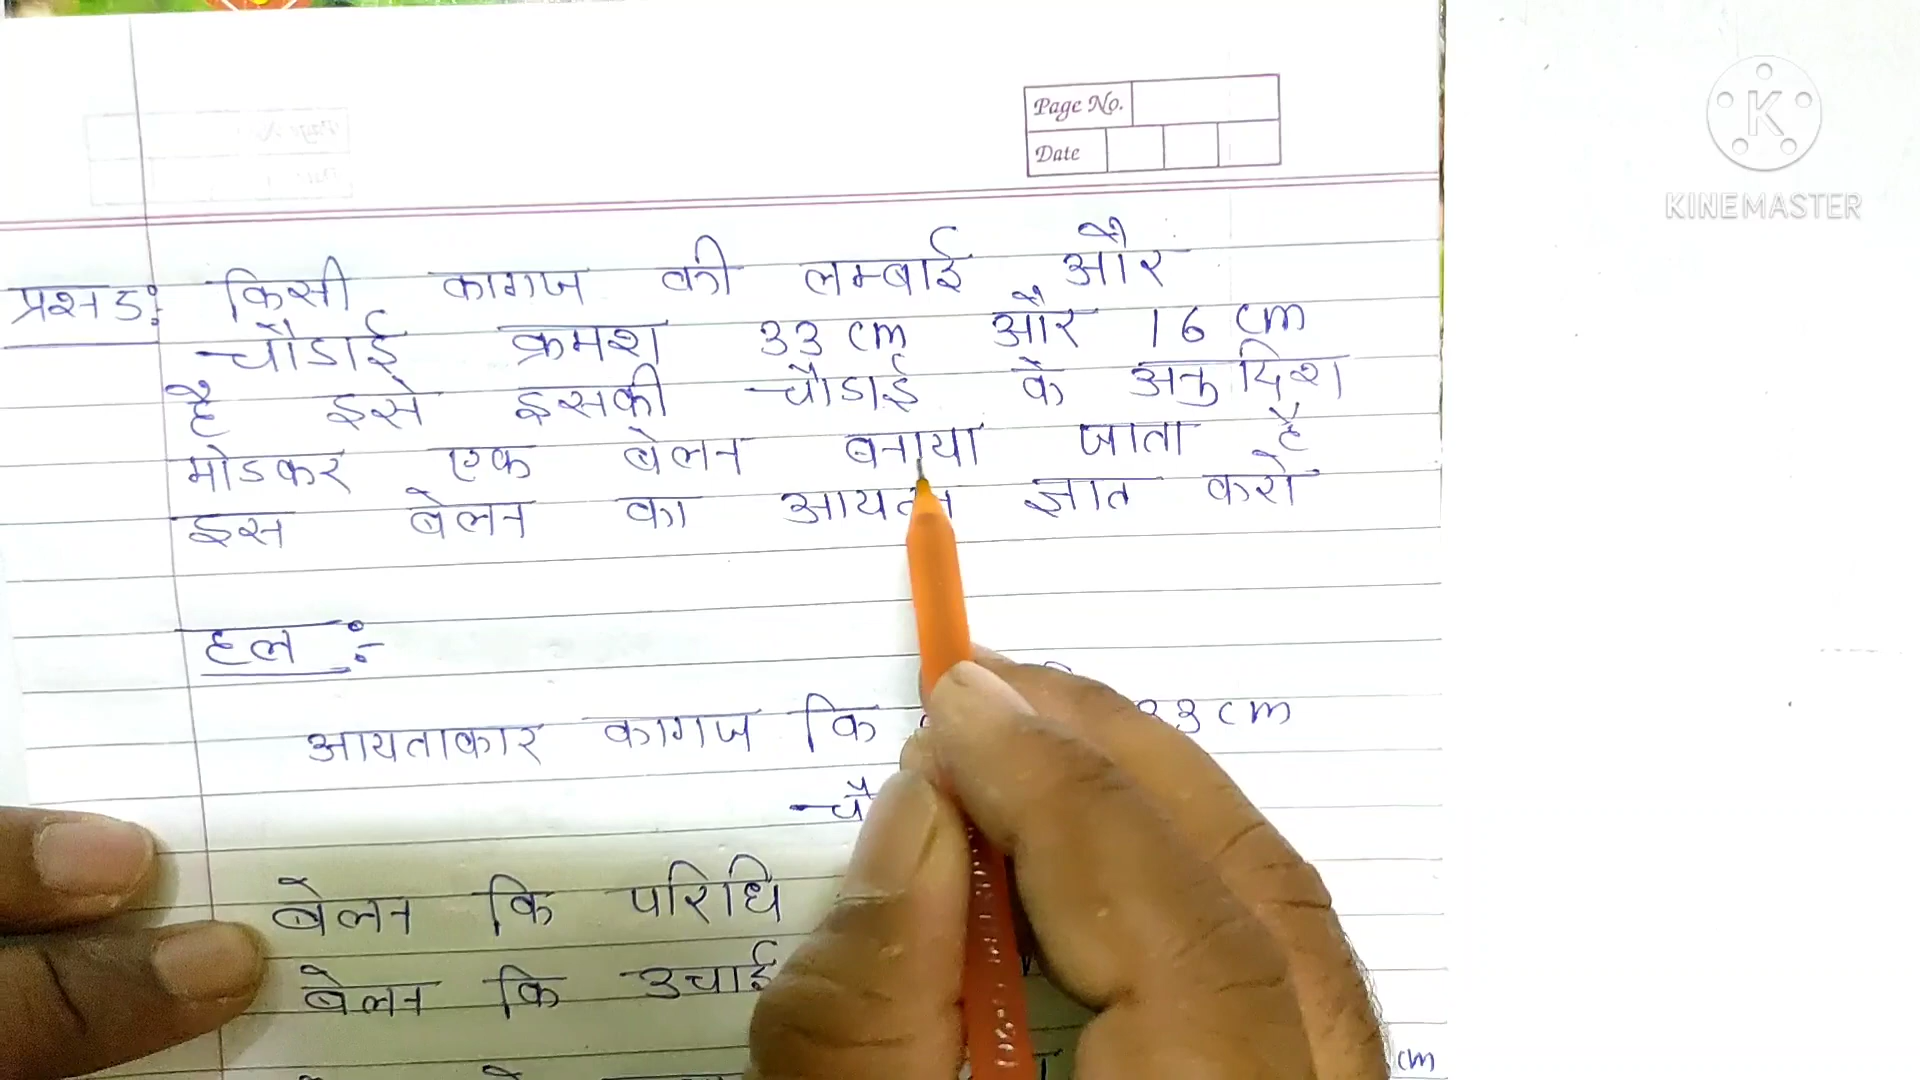 Page No.
Date
KINEMASTER
प्रश्न 5: किसी कागज की लम्बाई और
चौडाई क्रमश 33 cm और 16 cm
है इसे इसकी चौडाई के अनुदिश
मोडकर एक बेलन बनाया जाता है
इस बेलन का आयतन ज्ञात करो
हल :-
आयताकार कागज कि 33 cm
बेलन कि परिधि
बेलन कि उचाई
cm